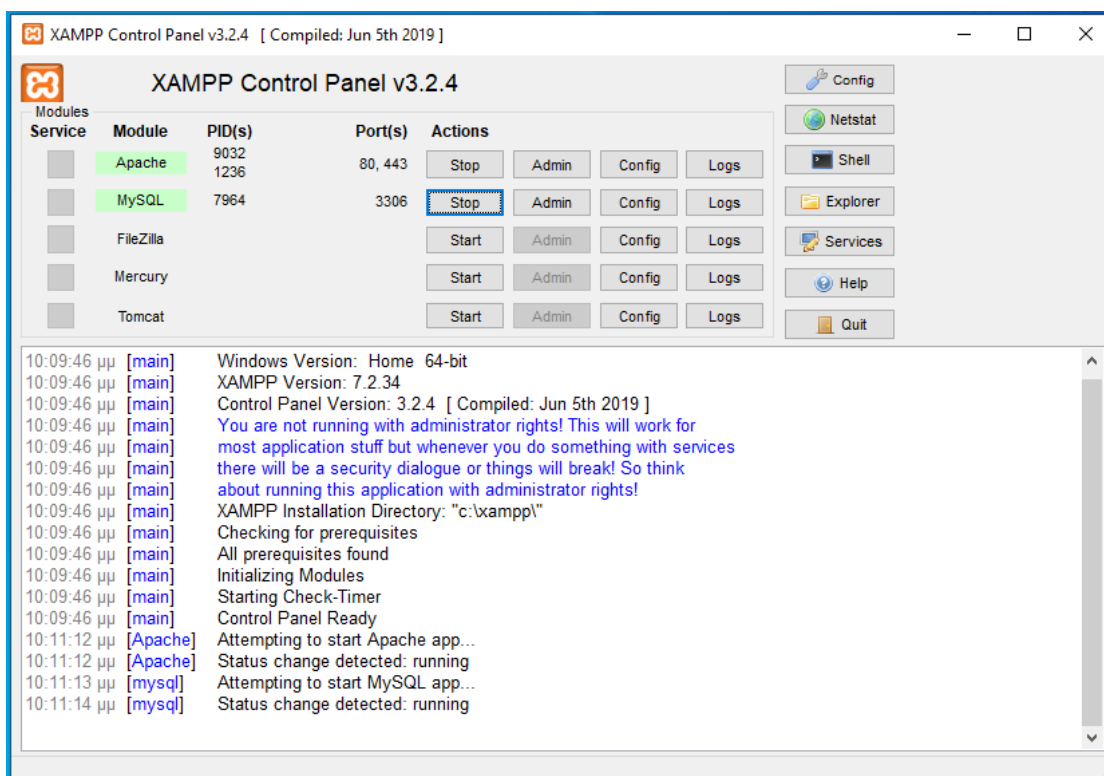 XAMPP Control Panel v3.2.4 [ Compiled: Jun 5th 2019 ]
XAMPP Control Panel v3.2.4
Modules
Service Module PID(s) Port(s) Actions
Apache 9032 1236 80, 443 Stop Admin Config Logs
MySQL 7964 3306 Stop Admin Config Logs
FileZilla Start Admin Config Logs
Mercury Start Admin Config Logs
Tomcat Start Admin Config Logs
Config
Netstat
Shell
Explorer
Services
Help
Quit
10:09:46 μμ [main] Windows Version: Home 64-bit
10:09:46 μμ [main] XAMPP Version: 7.2.34
10:09:46 μμ [main] Control Panel Version: 3.2.4 [ Compiled: Jun 5th 2019 ]
10:09:46 μμ [main] You are not running with administrator rights! This will work for
10:09:46 μμ [main] most application stuff but whenever you do something with services
10:09:46 μμ [main] there will be a security dialogue or things will break! So think
10:09:46 μμ [main] about running this application with administrator rights!
10:09:46 μμ [main] XAMPP Installation Directory: "c:\xampp\"
10:09:46 μμ [main] Checking for prerequisites
10:09:46 μμ [main] All prerequisites found
10:09:46 μμ [main] Initializing Modules
10:09:46 μμ [main] Starting Check-Timer
10:09:46 μμ [main] Control Panel Ready
10:11:12 μμ [Apache] Attempting to start Apache app...
10:11:12 μμ [Apache] Status change detected: running
10:11:13 μμ [mysql] Attempting to start MySQL app...
10:11:14 μμ [mysql] Status change detected: running